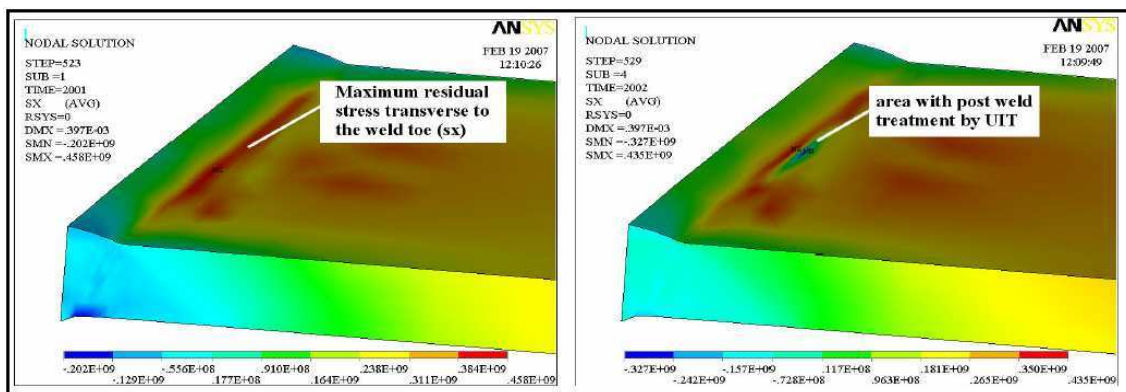 ANSYS
NODAL SOLUTION
FEB 19 2007
12:10:26
STEP=523
SUB =1
TIME=2001
SX (AVG)
RSYS=0
DMX =.397E-03
SMN =-.202E+09
SMX =.458E+09
Maximum residual
stress transverse to
the weld toe (sx)
-.202E+09 -.556E+08 .910E+08 .238E+09 .384E+09
-.129E+09 .177E+08 .164E+09 .311E+09 .458E+09
ANSYS
NODAL SOLUTION
FEB 19 2007
12:09:49
STEP=529
SUB =4
TIME=2002
SX (AVG)
RSYS=0
DMX =.397E-03
SMN =-.327E+09
SMX =.435E+09
area with post weld
treatment by UIT
-.327E+09 -.157E+09 .117E+08 .181E+09 .350E+09
-.242E+09 -.728E+08 .963E+08 .265E+09 .435E+09